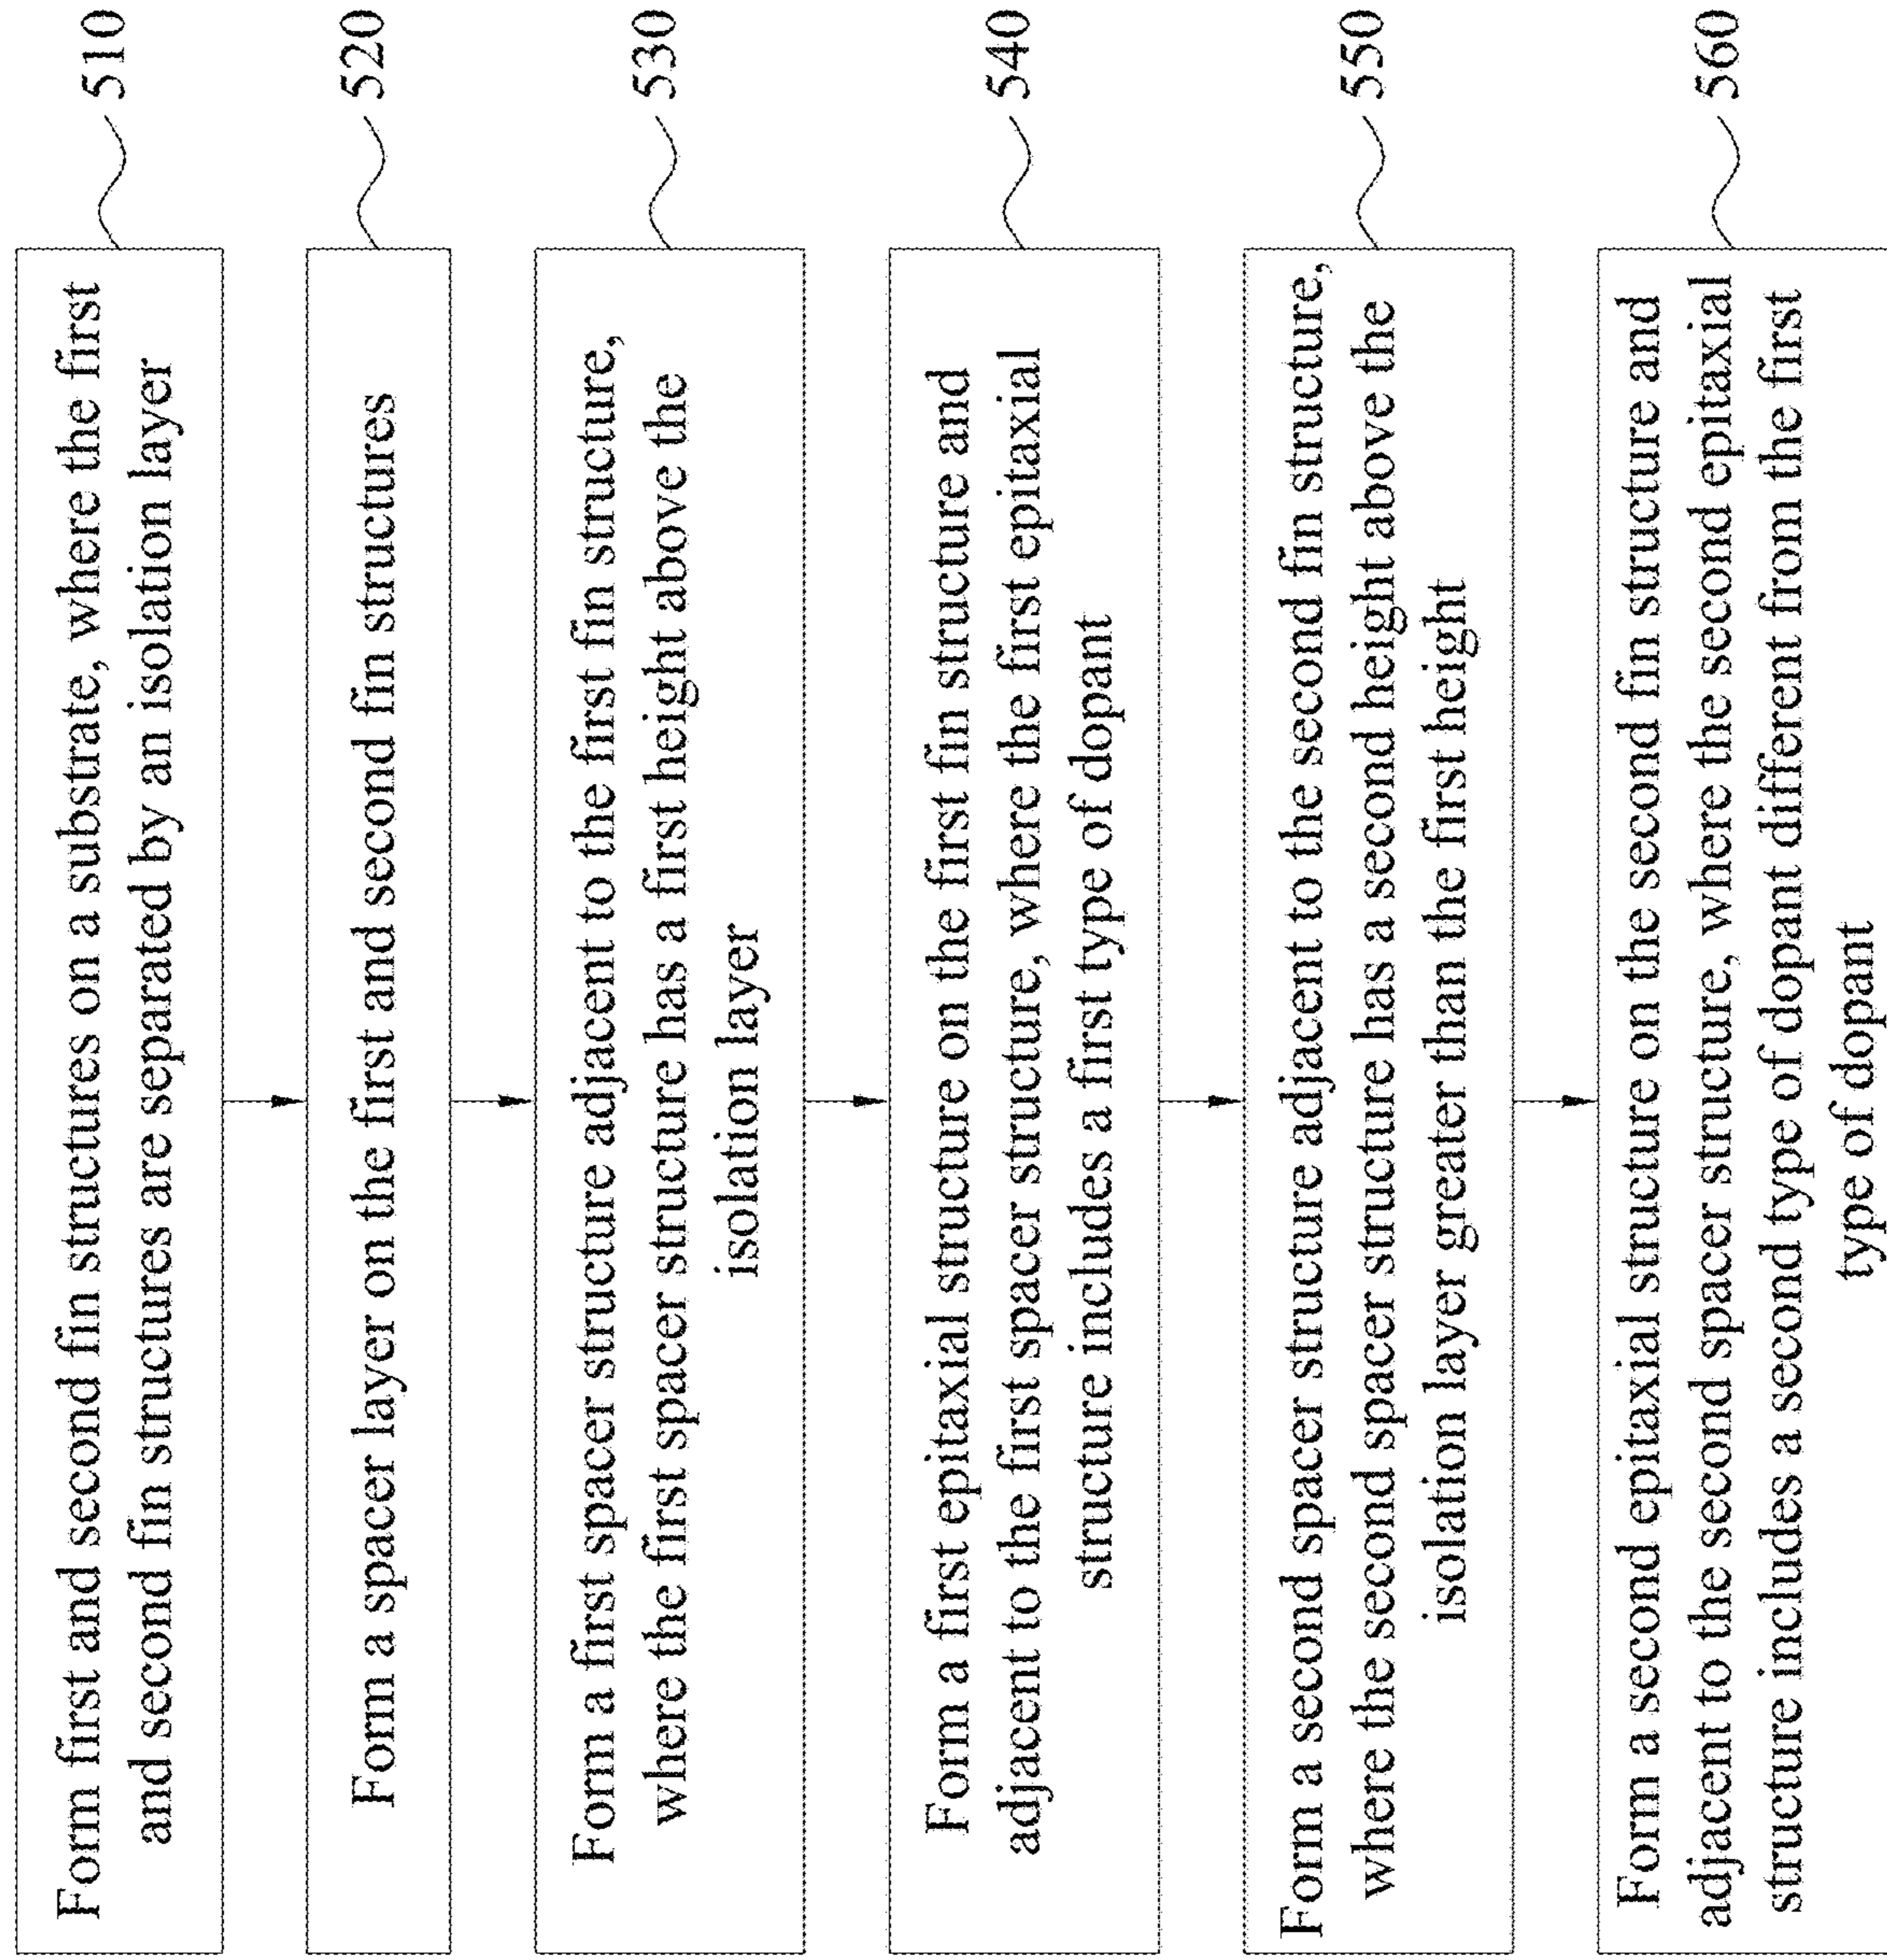 Form first and second fin structures on a substrate, where the first
and second fin structures are separated by an isolation layer
510
Form a spacer layer on the first and second fin structures
520
Form a first spacer structure adjacent to the first fin structure,
where the first spacer structure has a first height above the
isolation layer
530
Form a first epitaxial structure on the first fin structure and
adjacent to the first spacer structure, where the first epitaxial
structure includes a first type of dopant
540
Form a second spacer structure adjacent to the second fin structure,
where the second spacer structure has a second height above the
isolation layer greater than the first height
550
Form a second epitaxial structure on the second fin structure and
adjacent to the second spacer structure, where the second epitaxial
structure includes a second type of dopant different from the first
type of dopant
560